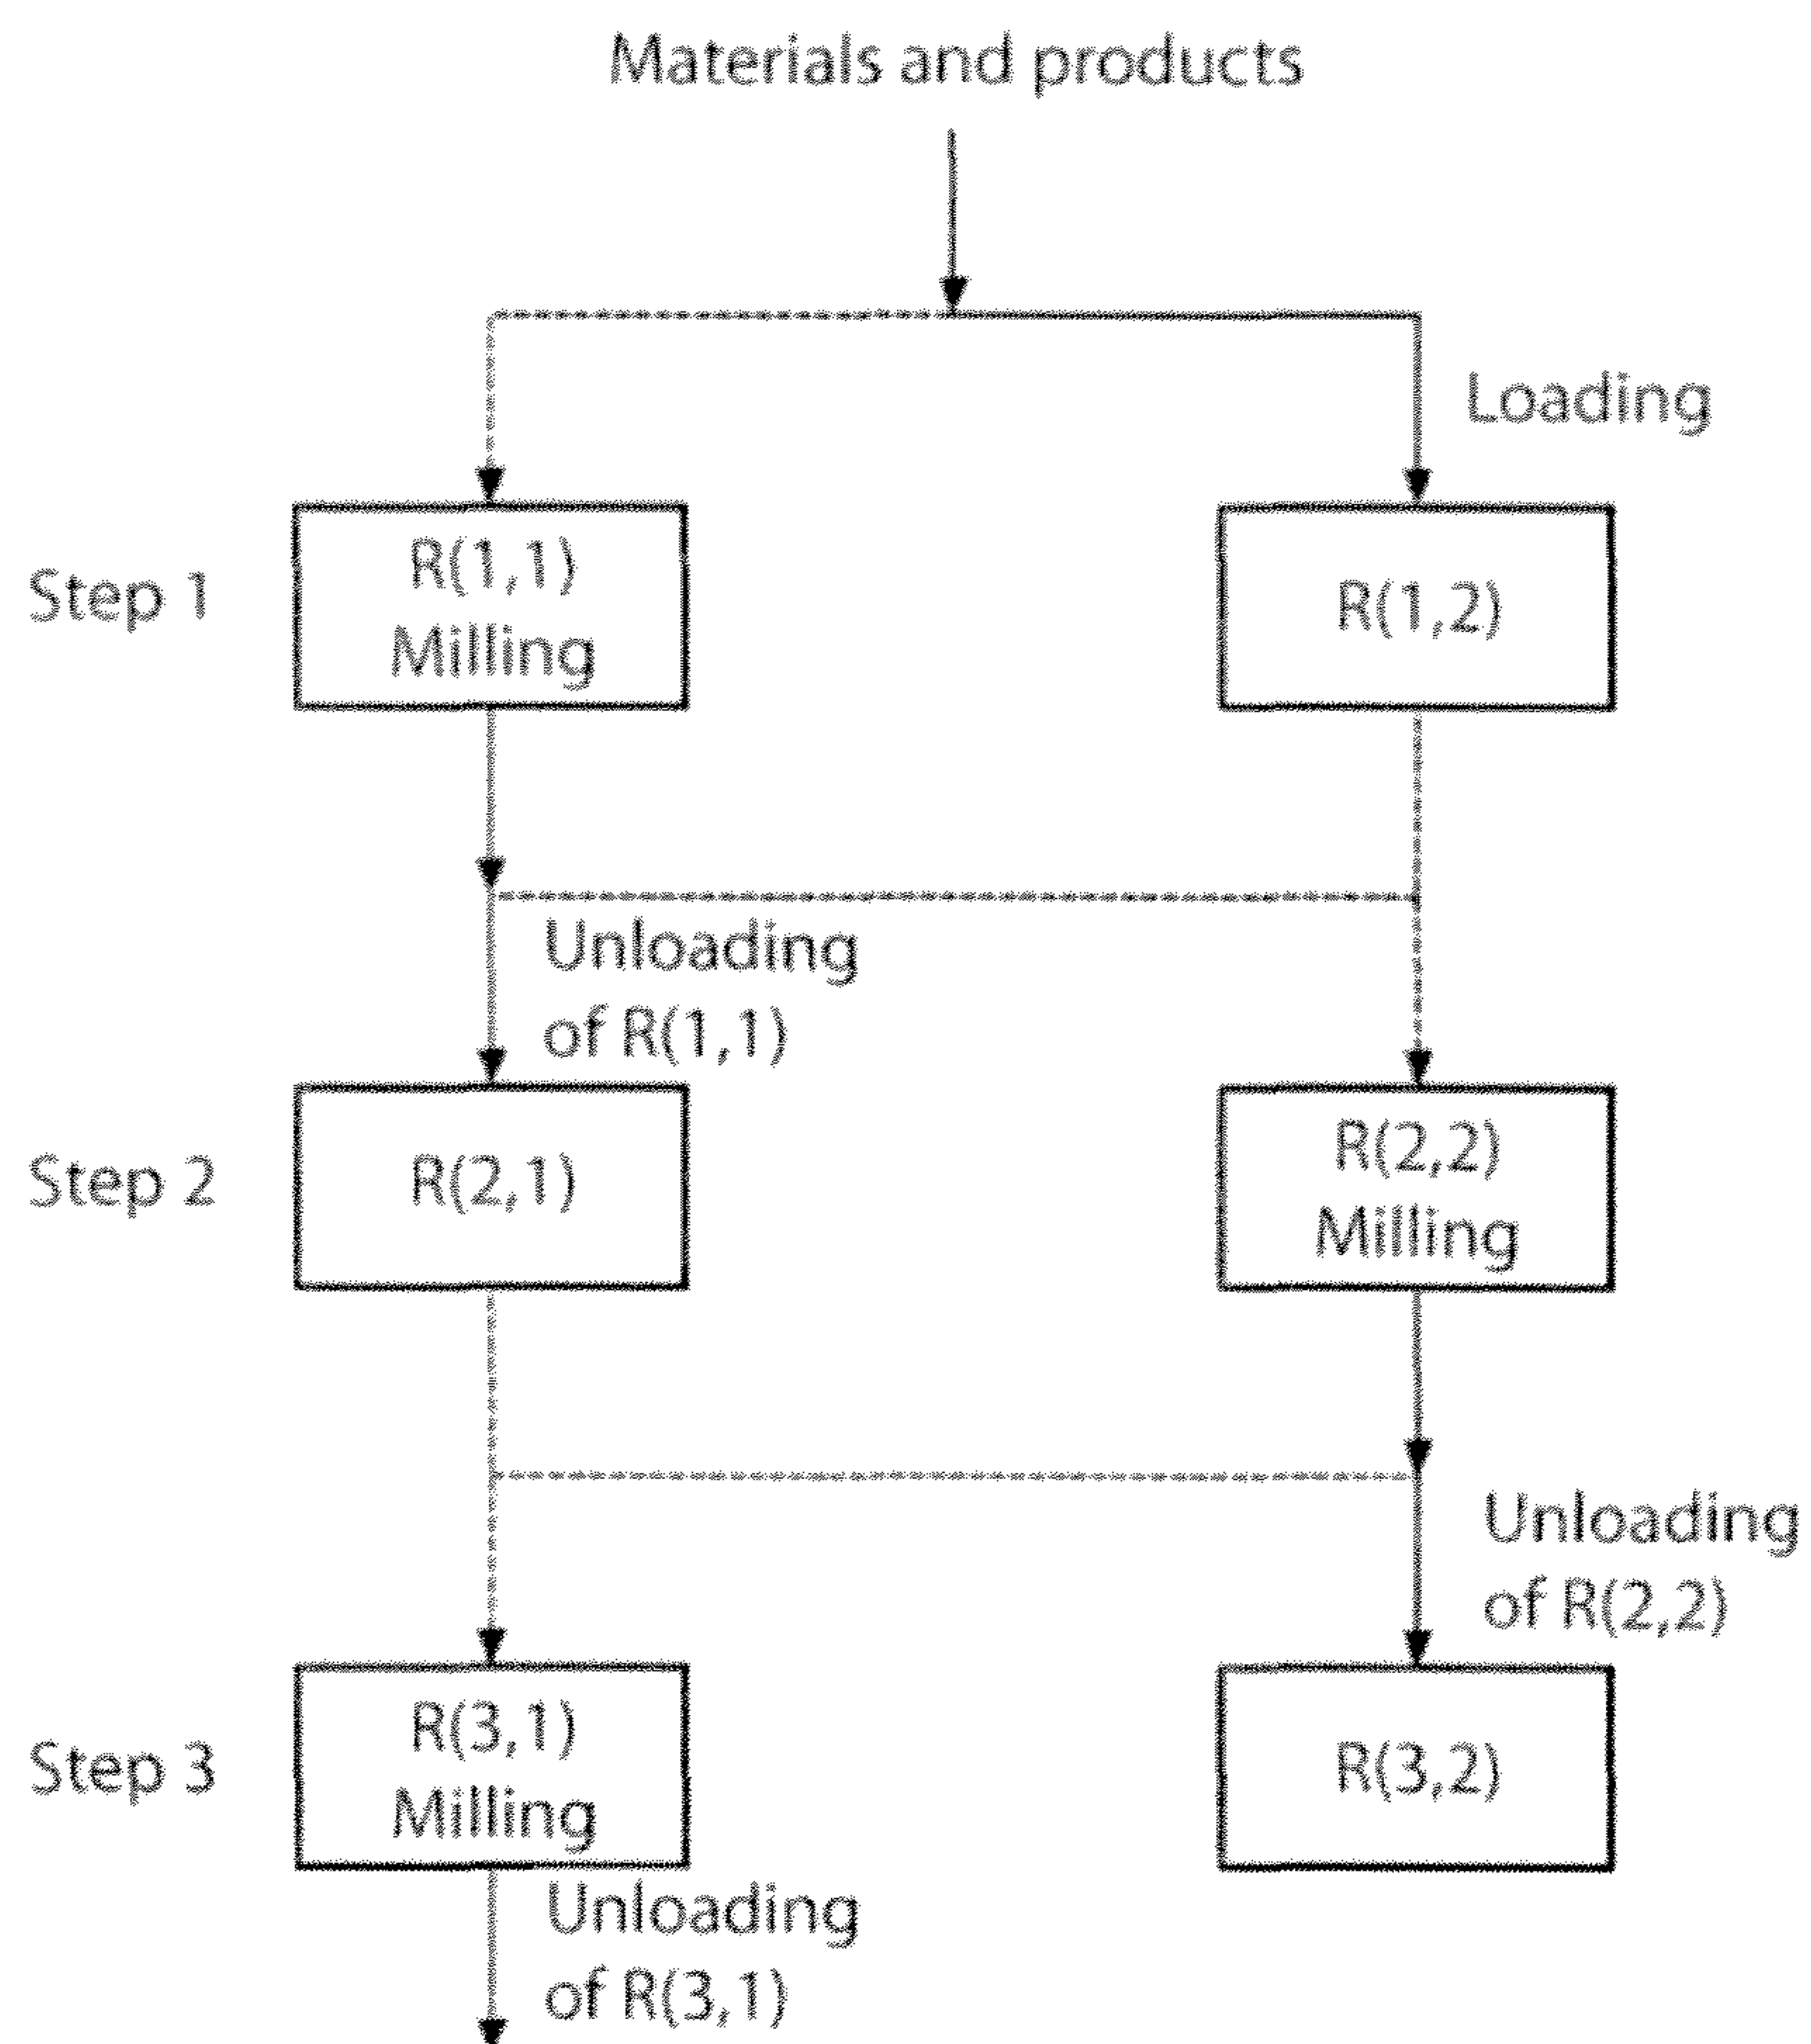 Materials and products
Loading
Step 1
R(1,1)
Milling
R(1,2)
Unloading
of R(1,1)
Step 2
R(2,1)
R(2,2)
Milling
Unloading
of R(2,2)
Step 3
R(3,1)
Milling
R(3,2)
Unloading
of R(3,1)